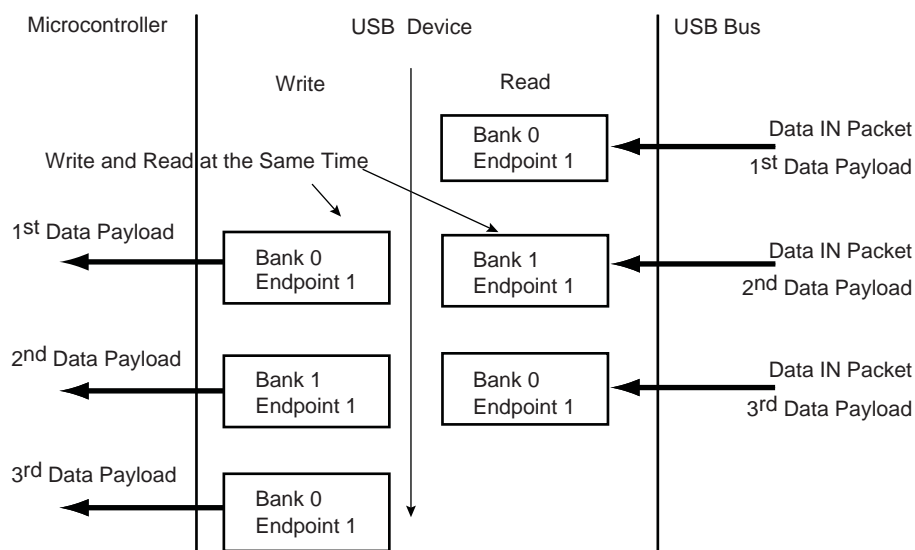 Microcontroller
USB Device
USB Bus
Write
Read
Bank 0
Endpoint 1
Data IN Packet
1st Data Payload
Write and Read at the Same Time
1st Data Payload
Bank 0
Endpoint 1
Bank 1
Endpoint 1
Data IN Packet
2nd Data Payload
2nd Data Payload
Bank 1
Endpoint 1
Bank 0
Endpoint 1
Data IN Packet
3rd Data Payload
3rd Data Payload
Bank 0
Endpoint 1